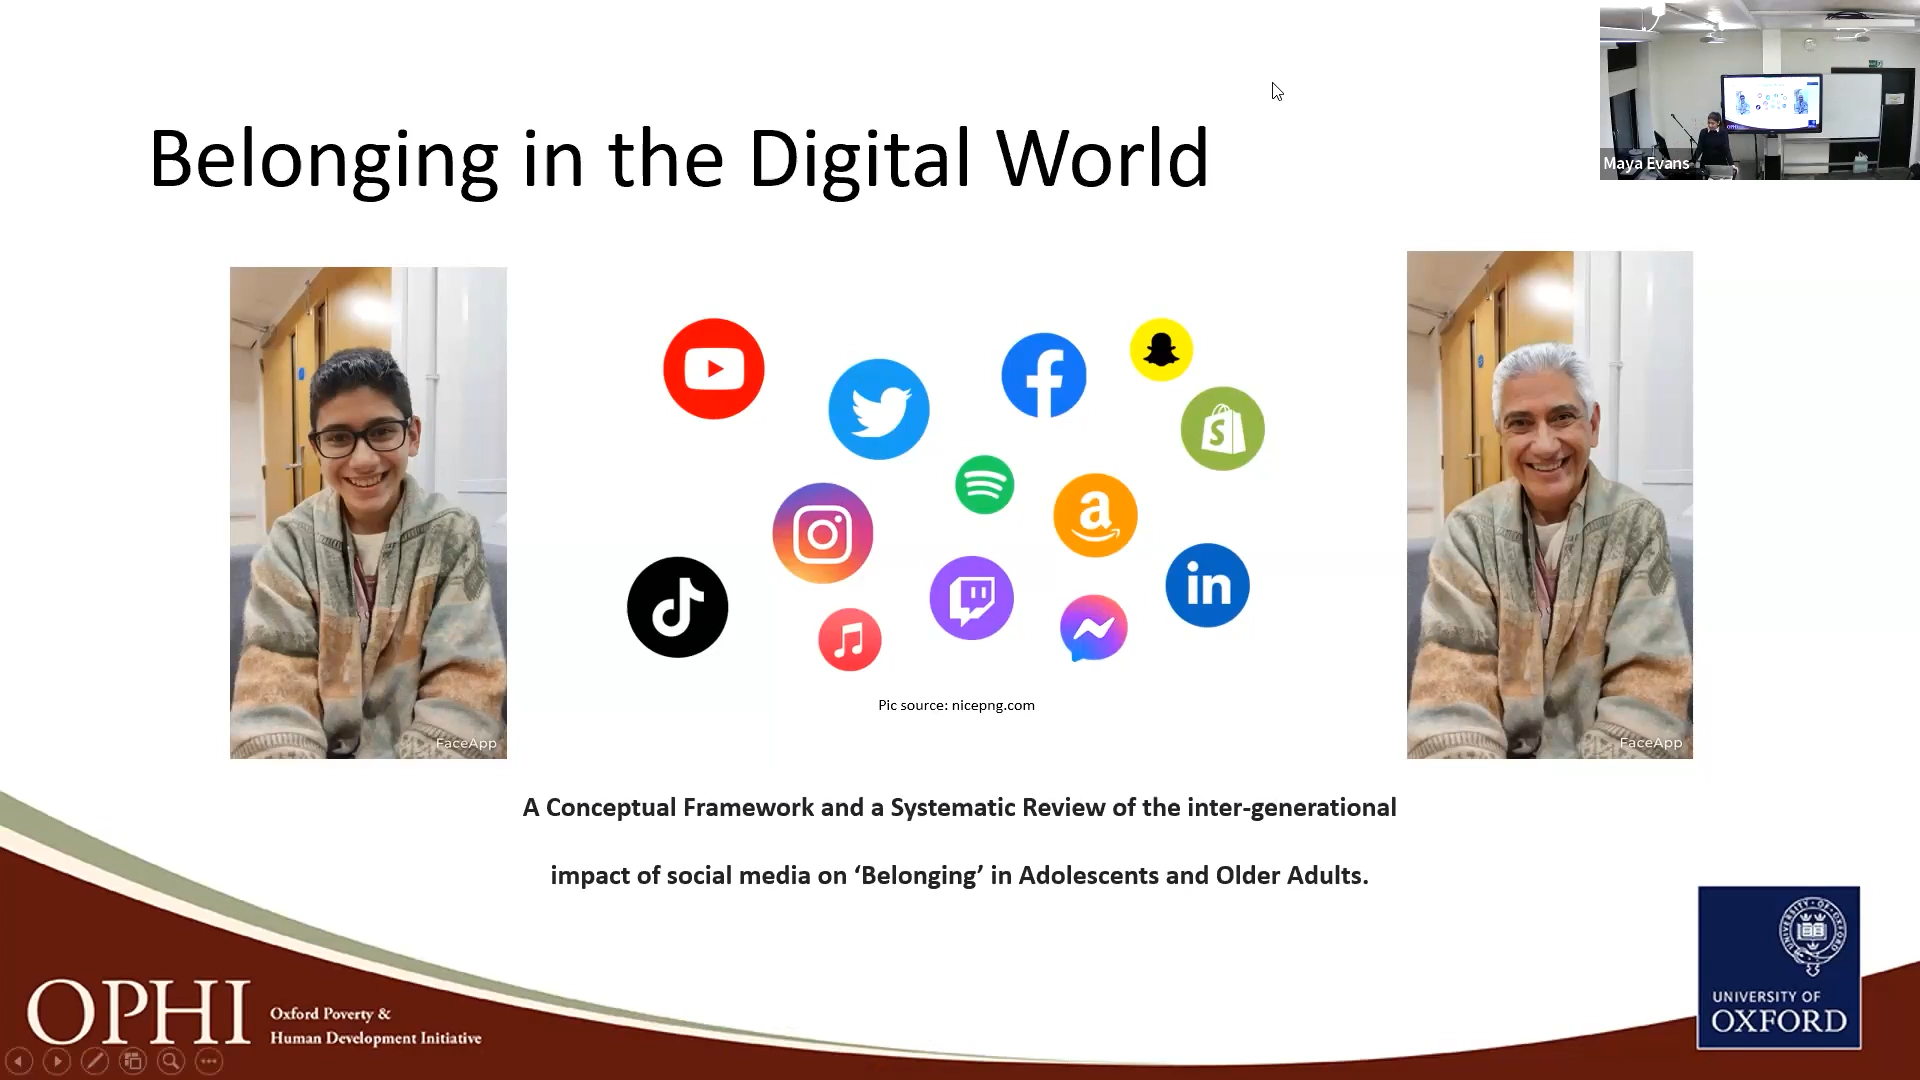 Belonging in the Digital World
Maya Evans
FaceApp
Pic source: nicepng.com
FaceApp
A Conceptual Framework and a Systematic Review of the inter-generational
impact of social media on ‘Belonging’ in Adolescents and Older Adults.
OPHI
Oxford Poverty &
Human Development Initiative
UNIVERSITY OF
OXFORD